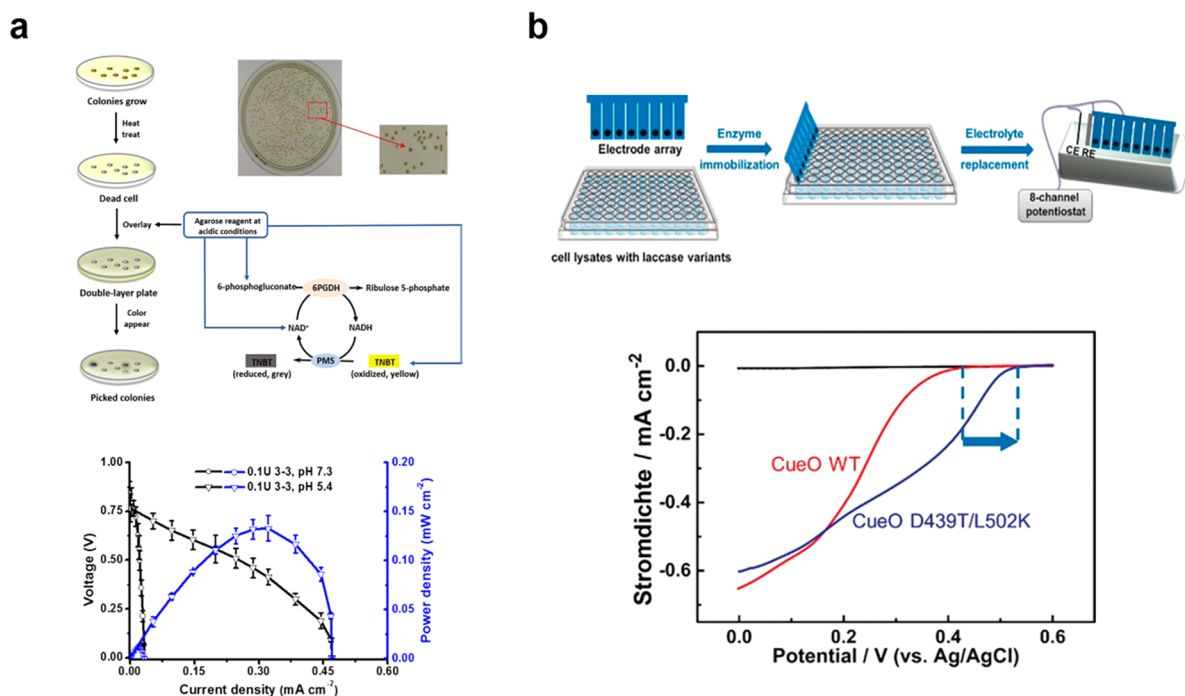 a
Colonies grow
Heat
treat
Dead cell
Overlay
Agarose reagent at
acidic conditions
Double-layer plate
Color
appear
Picked colonies
6-phosphogluconate
6PGDH
Ribulose 5-phosphate
NAD⁺
NADH
TNBT
PMS
TNBT
(reduced, grey)
(oxidized, yellow)
1.00
0.75
0.50
0.25
0.00
Voltage (V)
0.1U 3-3, pH 7.3
0.1U 3-3, pH 5.4
0.20
0.15
0.10
0.05
0.00
Power density (mW cm⁻²)
0.00
0.15
0.30
0.45
0.60
Current density (mA cm⁻²)
b
Electrode array
cell lysates with laccase variants
Enzyme
immobilization
Electrolyte
replacement
CE RE
8-channel
potentiostat
0.0
-0.2
-0.4
-0.6
Stromdichte / mA cm⁻²
CueO WT
CueO D439T/L502K
0.0
0.2
0.4
0.6
Potential / V (vs. Ag/AgCl)